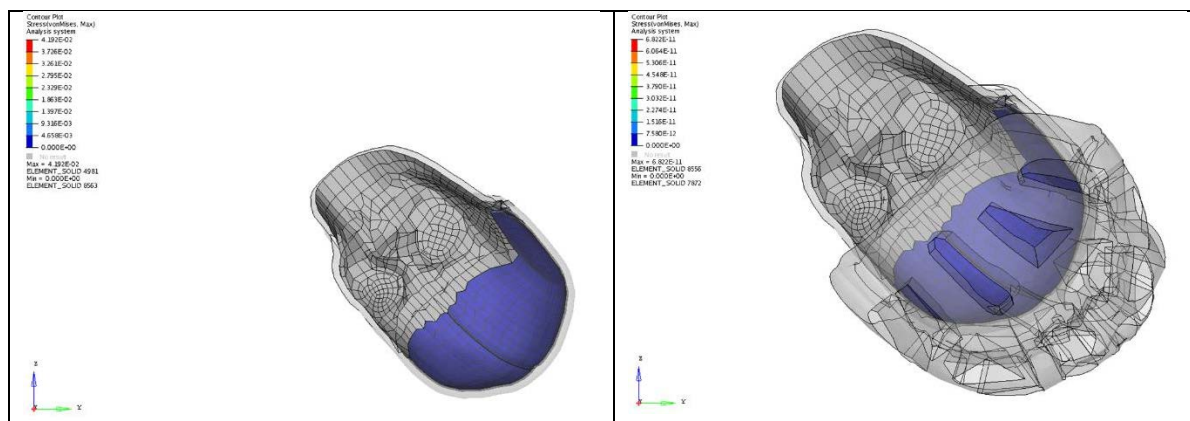 Contour Plot
Stress(vonMises, Max)
Analysis system
4.192E-02
3.726E-02
3.261E-02
2.795E-02
2.329E-02
1.863E-02
1.397E-02
9.316E-03
4.658E-03
0.000E+00
No result
Max = 4.192E-02
ELEMENT_SOLID 4981
Min = 0.000E+00
ELEMENT_SOLID 8563
Z
X
Y
Contour Plot
Stress(vonMises, Max)
Analysis system
6.822E-11
6.064E-11
5.306E-11
4.548E-11
3.790E-11
3.032E-11
2.274E-11
1.516E-11
7.580E-12
0.000E+00
No result
Max = 6.822E-11
ELEMENT_SOLID 8556
Min = 0.000E+00
ELEMENT_SOLID 7872
Z
X
Y